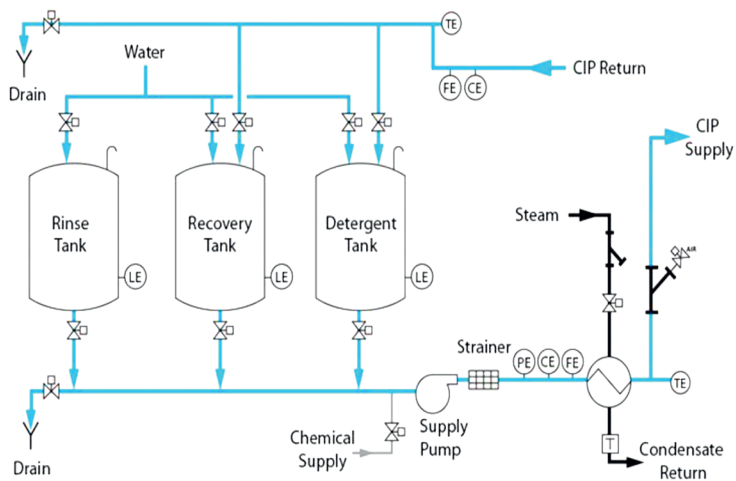 TE
Water
CIP Return
Drain
FE
CE
CIP
Supply
Rinse
Tank
Recovery
Tank
Detergent
Tank
Steam
AIR
LE
LE
LE
Strainer
PE
CE
FE
TE
Supply
Pump
Chemical
Supply
T
Condensate
Return
Drain